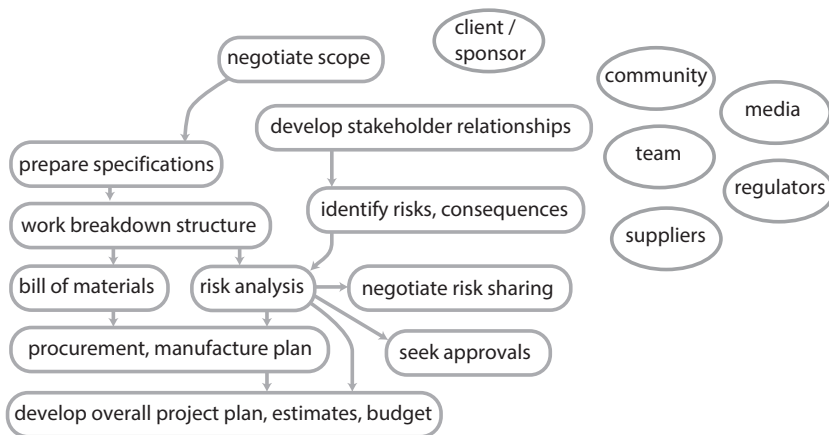 client /
sponsor
negotiate scope
community
media
develop stakeholder relationships
team
prepare specifications
regulators
identify risks, consequences
work breakdown structure
suppliers
bill of materials
risk analysis
negotiate risk sharing
procurement, manufacture plan
seek approvals
develop overall project plan, estimates, budget